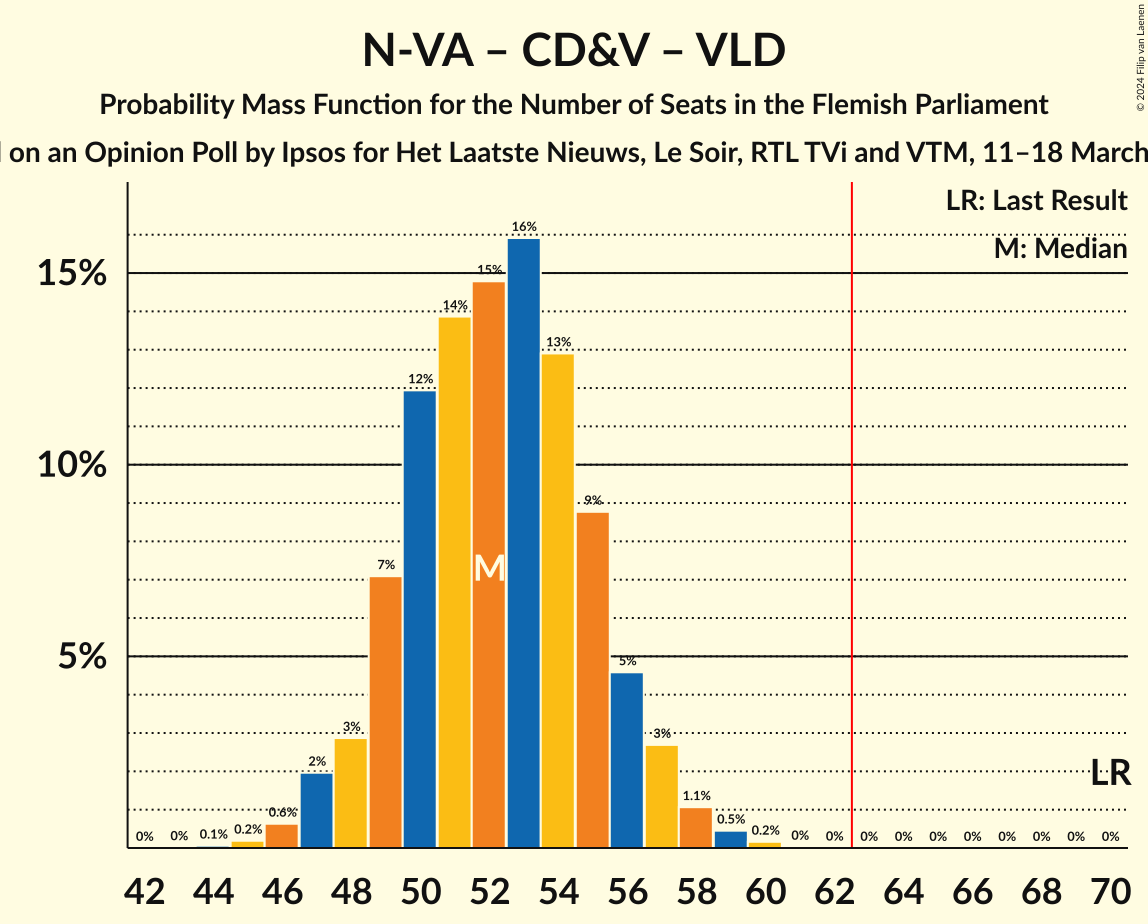 N-VA – CD&V – VLD
Probability Mass Function for the Number of Seats in the Flemish Parliament
on an Opinion Poll by Ipsos for Het Laatste Nieuws, Le Soir, RTL TVi and VTM, 11–18 March
© 2024 Filip van Laenen
LR: Last Result
M: Median
15%
10%
5%
0% 0% 0.1% 0.2% 0.6% 2% 3% 7% 12% 14% 15% 16% 13% 9% 5% 3% 1.1% 0.5% 0.2% 0% 0% 0% 0% 0% 0% 0% 0% 0% 0%
M
LR
42 44 46 48 50 52 54 56 58 60 62 64 66 68 70